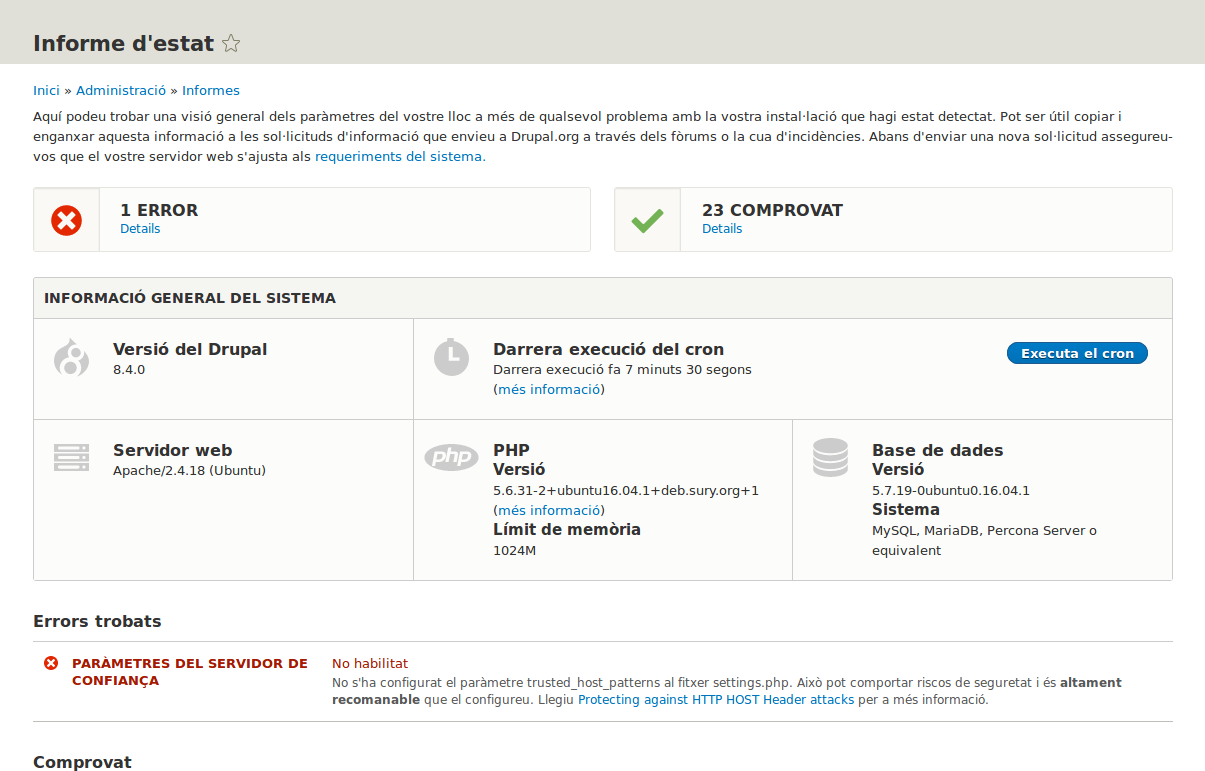 Informe d'estat
Inici » Administració » Informes
Aquí podeu trobar una visió general dels paràmetres del vostre lloc a més de qualsevol problema amb la vostra instal·lació que hagi estat detectat. Pot ser útil copiar i
enganxar aquesta informació a les sol·licituds d'informació que envieu a Drupal.org a través dels fòrums o la cua d'incidències. Abans d'enviar una nova sol·licitud assegureu-
vos que el vostre servidor web s'ajusta als requeriments del sistema.
1 ERROR
Details
23 COMPROVAT
Details
INFORMACIÓ GENERAL DEL SISTEMA
Versió del Drupal
8.4.0
Darrera execució del cron
Darrera execució fa 7 minuts 30 segons
(més informació)
Executa el cron
Servidor web
Apache/2.4.18 (Ubuntu)
php
PHP
Versió
5.6.31-2+ubuntu16.04.1+deb.sury.org+1
(més informació)
Límit de memòria
1024M
Base de dades
Versió
5.7.19-0ubuntu0.16.04.1
Sistema
MySQL, MariaDB, Percona Server o
equivalent
Errors trobats
PARÀMETRES DEL SERVIDOR DE
CONFIANÇA
No habilitat
No s'ha configurat el paràmetre trusted_host_patterns al fitxer settings.php. Això pot comportar riscos de seguretat i és altament
recomanable que el configureu. Llegiu Protecting against HTTP HOST Header attacks per a més informació.
Comprovat